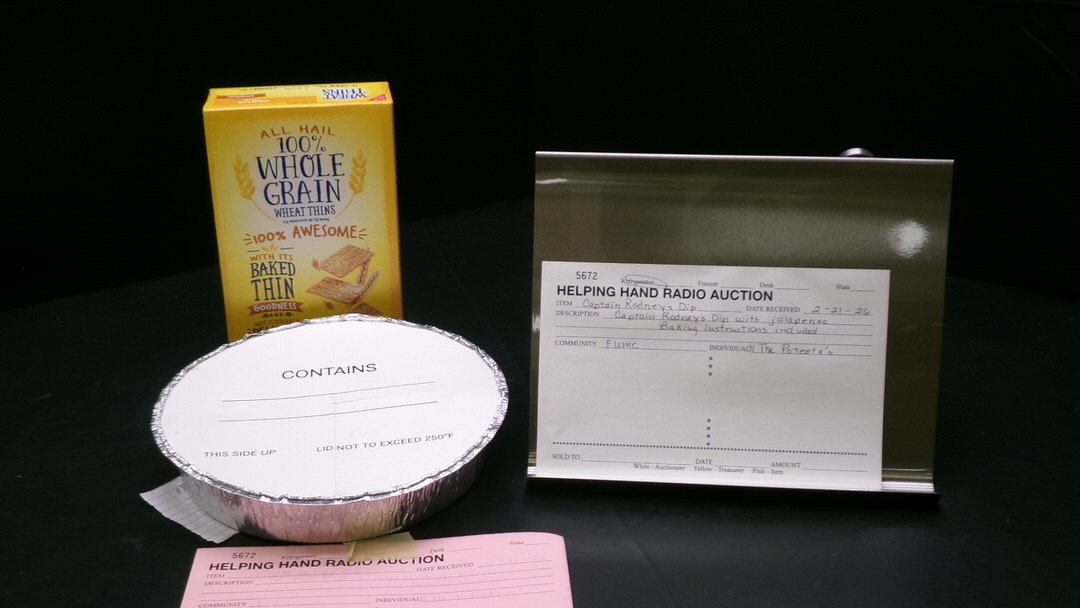 ALL HAIL
100%
WHOLE
GRAIN
WHEAT THINS
100% AWESOME
WITH ITS
BAKED
THIN
GOODNESS
AND
CONTAINS
THIS SIDE UP LID NOT TO EXCEED 250°F
5672 Refrigerator Desk Slate
HELPING HAND RADIO AUCTION
ITEM DATE RECEIVED
DESCRIPTION
COMMUNITY INDIVIDUAL
5672 Refrigerator Freezer Desk Slate
HELPING HAND RADIO AUCTION
ITEM Captain Rodney's Dip DATE RECEIVED 2-21-26
DESCRIPTION Captain Rodney's Dip with jalapenos
Baking instructions included
COMMUNITY FUMC INDIVIDUAL The Poteete's
SOLD TO DATE AMOUNT
White - Auctioneer Yellow - Treasurer Pink - Item